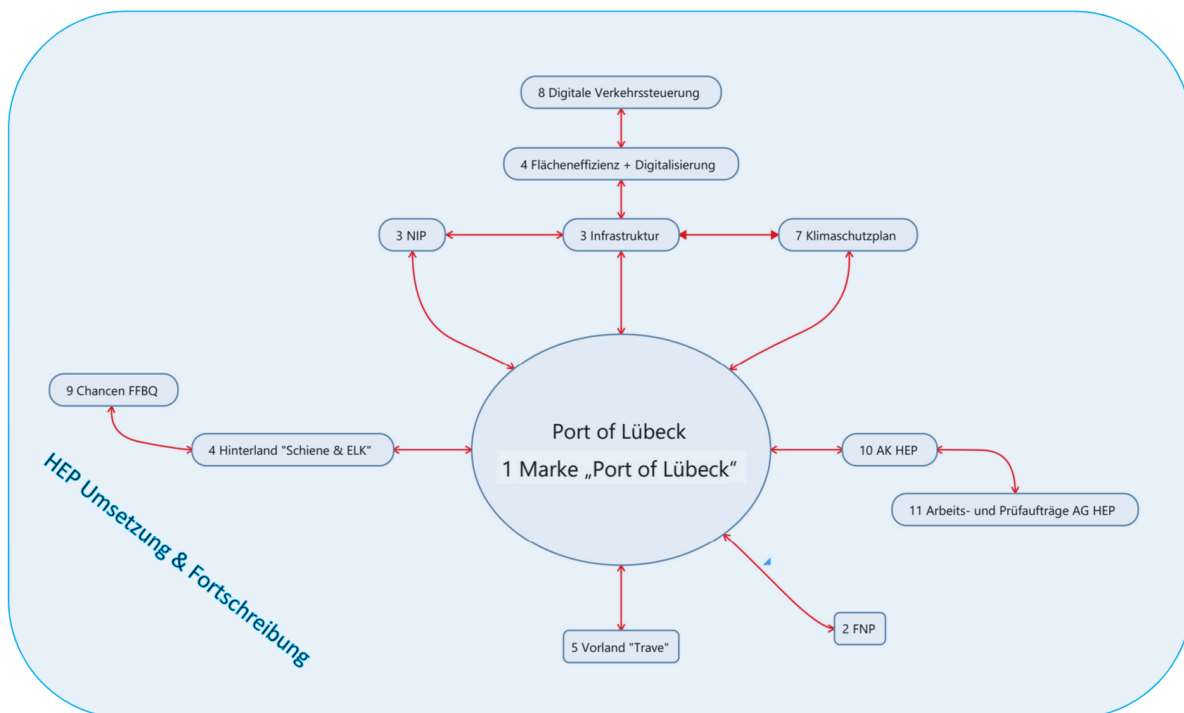 8 Digitale Verkehrssteuerung
4 Flächeneffizienz + Digitalisierung
3 NIP
3 Infrastruktur
7 Klimaschutzplan
9 Chancen FFBQ
4 Hinterland "Schiene & ELK"
Port of Lübeck
1 Marke „Port of Lübeck“
10 AK HEP
11 Arbeits- und Prüfaufträge AG HEP
HEP Umsetzung & Fortschreibung
5 Vorland "Trave"
2 FNP